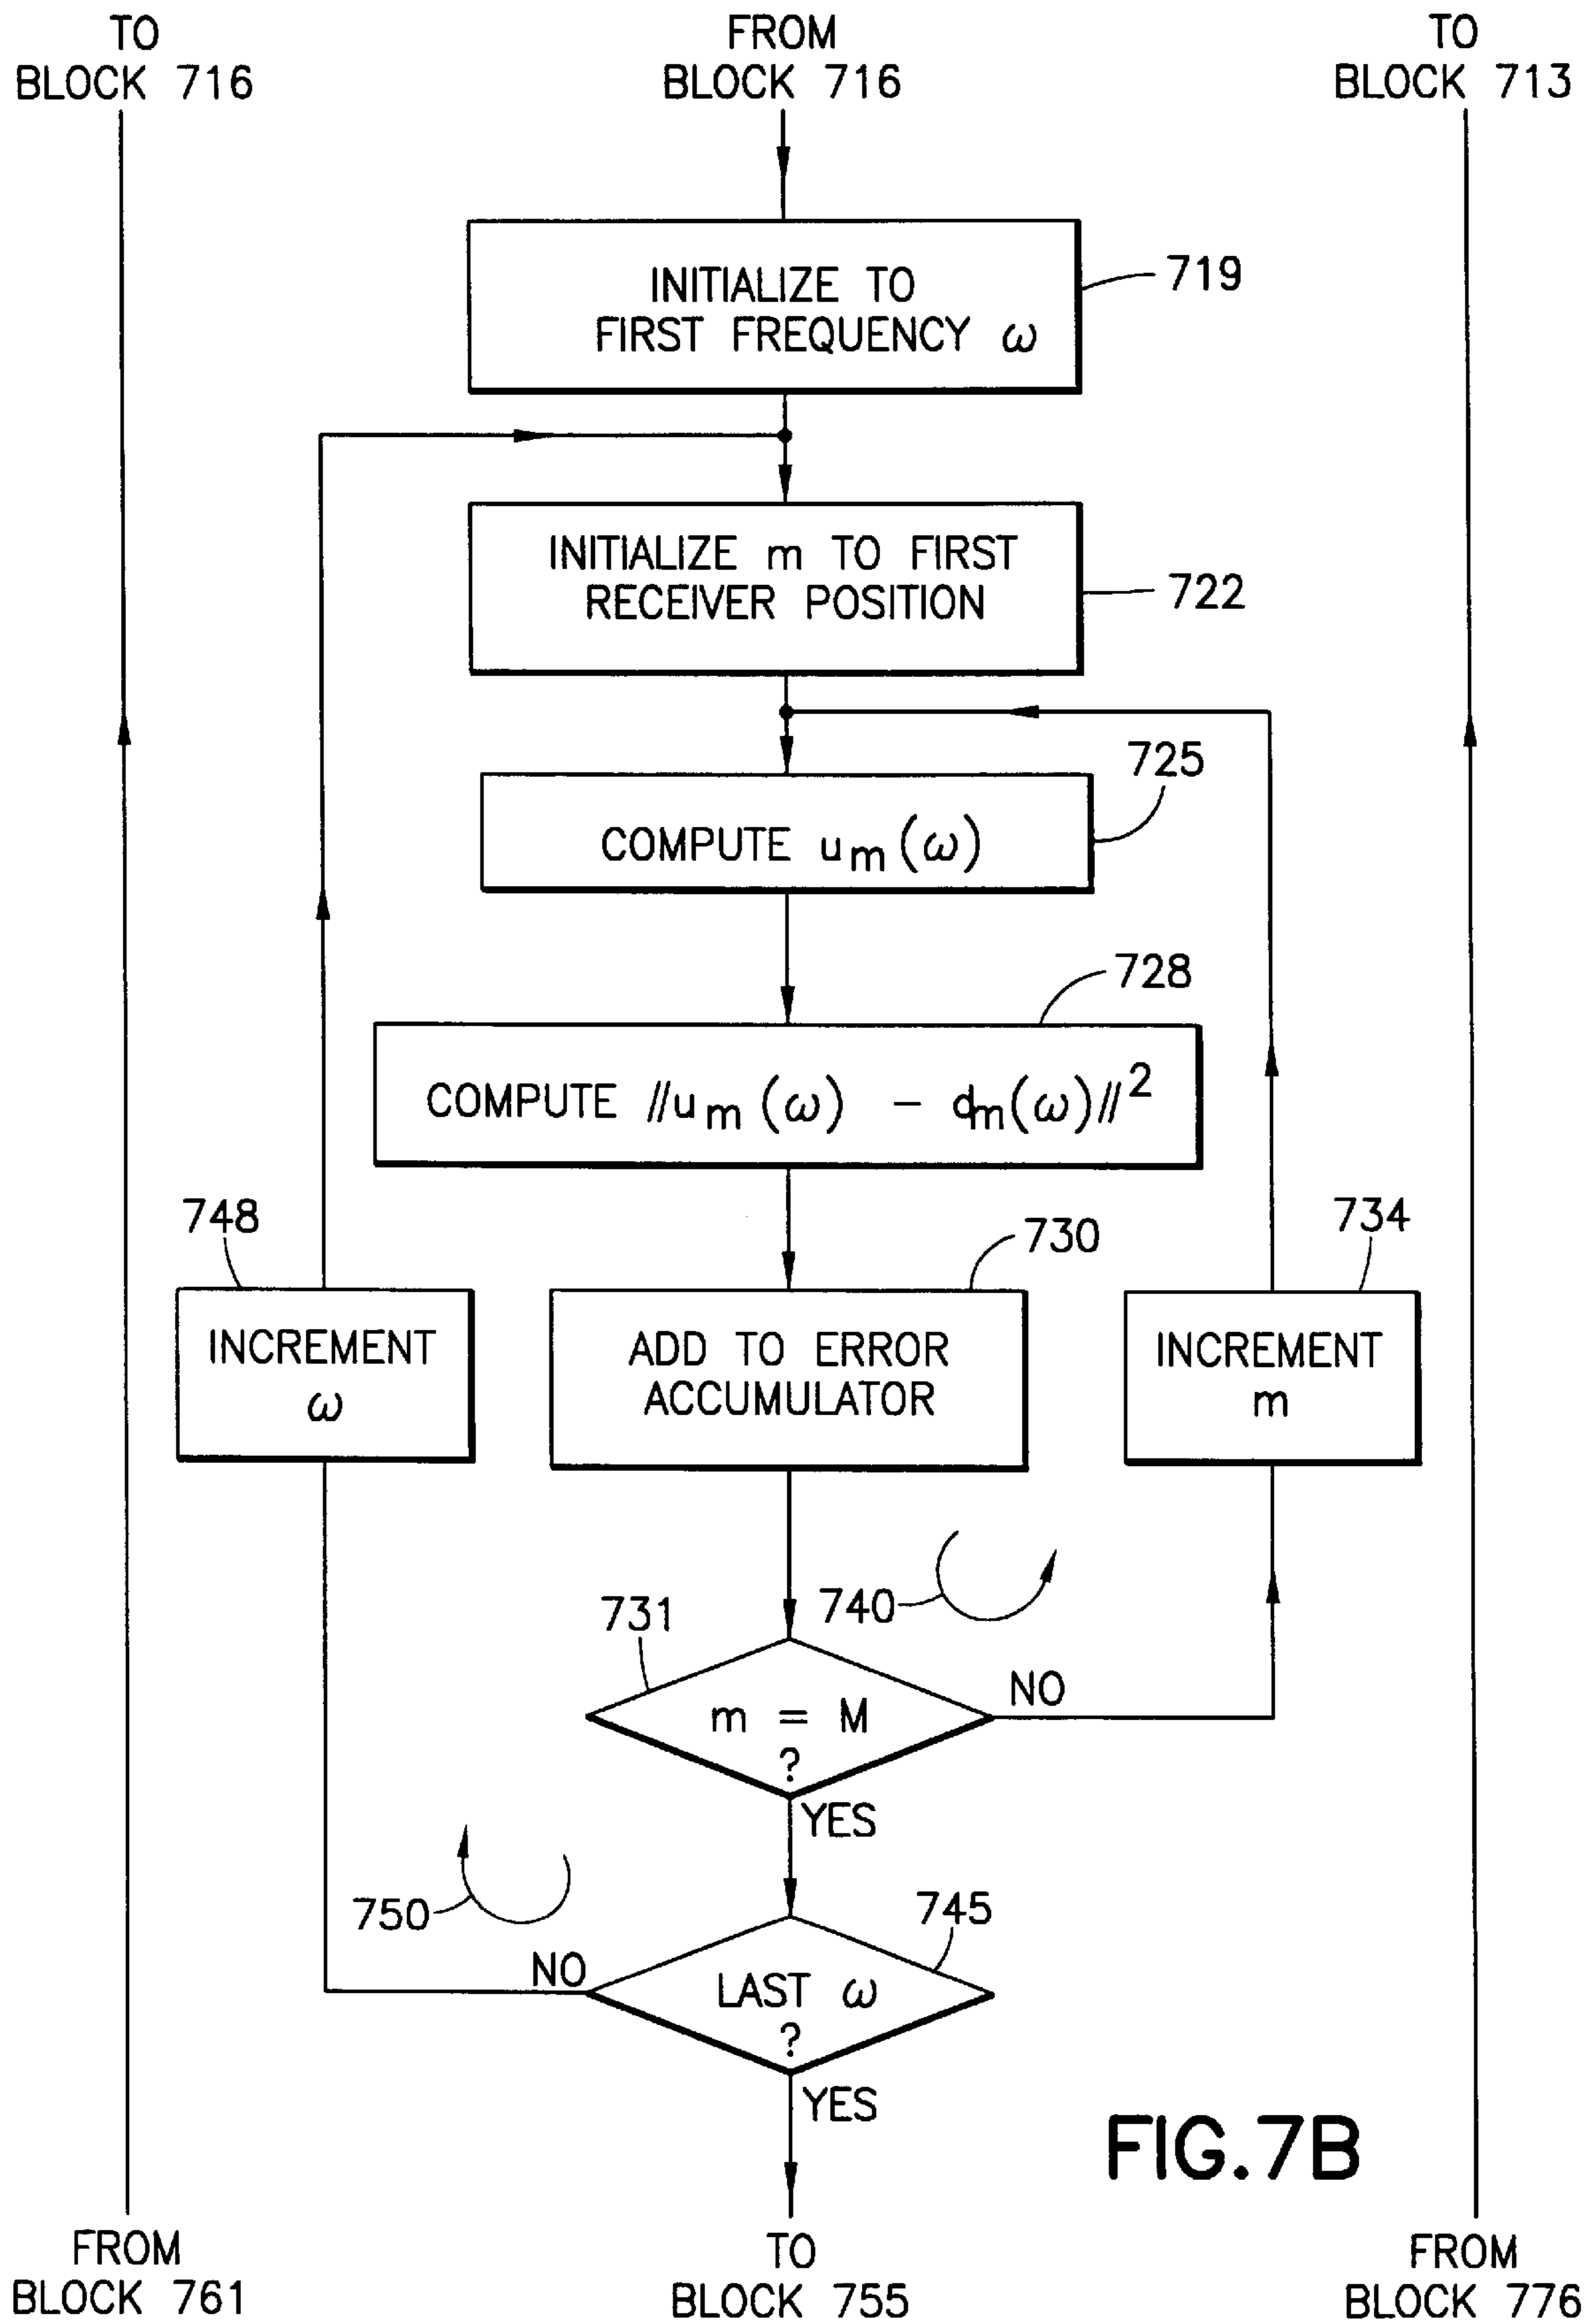 TO
BLOCK 716
FROM
BLOCK 716
TO
BLOCK 713
INITIALIZE TO
FIRST FREQUENCY ω
719
INITIALIZE m TO FIRST
RECEIVER POSITION
722
725
COMPUTE um(ω)
728
COMPUTE //um(ω) - dm(ω)//2
748
730
734
INCREMENT
ω
ADD TO ERROR
ACCUMULATOR
INCREMENT
m
740
731
m = M
?
NO
YES
750
745
NO
LAST ω
?
YES
FIG.7B
FROM
BLOCK 761
TO
BLOCK 755
FROM
BLOCK 776